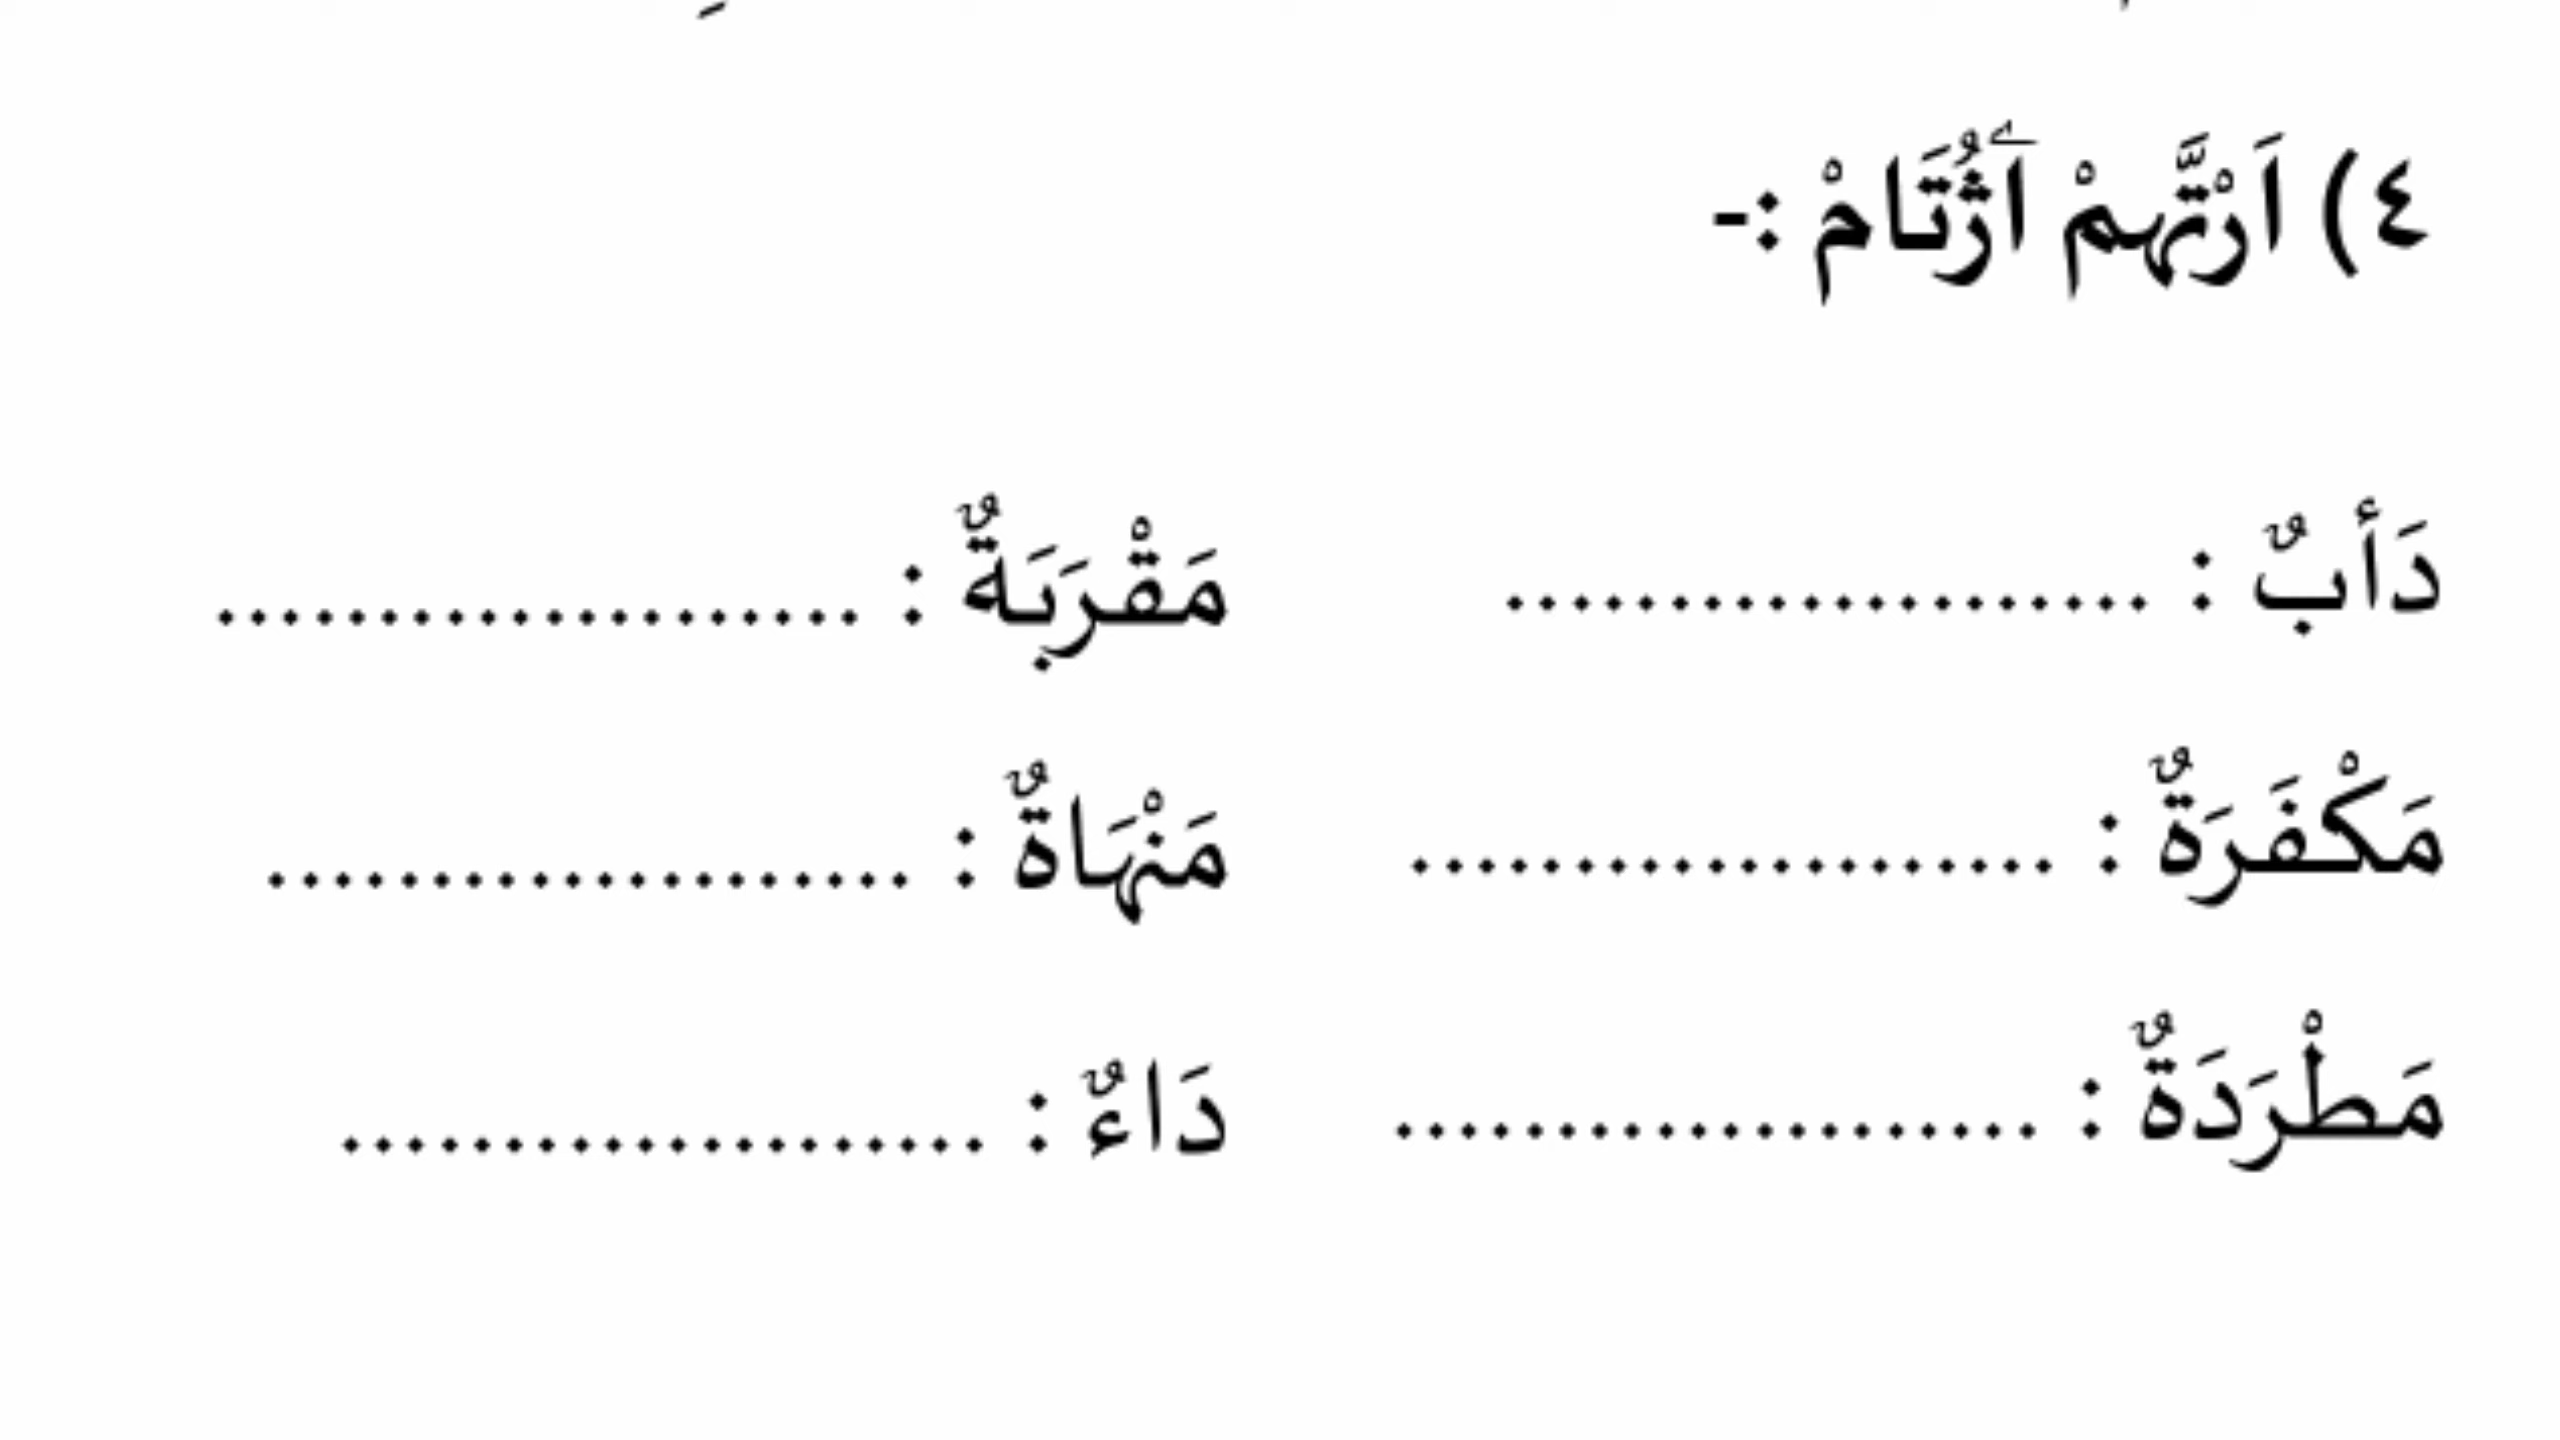 ٤) اَرْتَّهِمْ آٰژُتَامْ :-
دَأبٌ : .................... مَقْرَبَةٌ : ....................
مَكْفَرَةٌ : .................... مَنْهَاةٌ : ....................
مَطْرَدَةٌ : .................... دَاءٌ : ....................